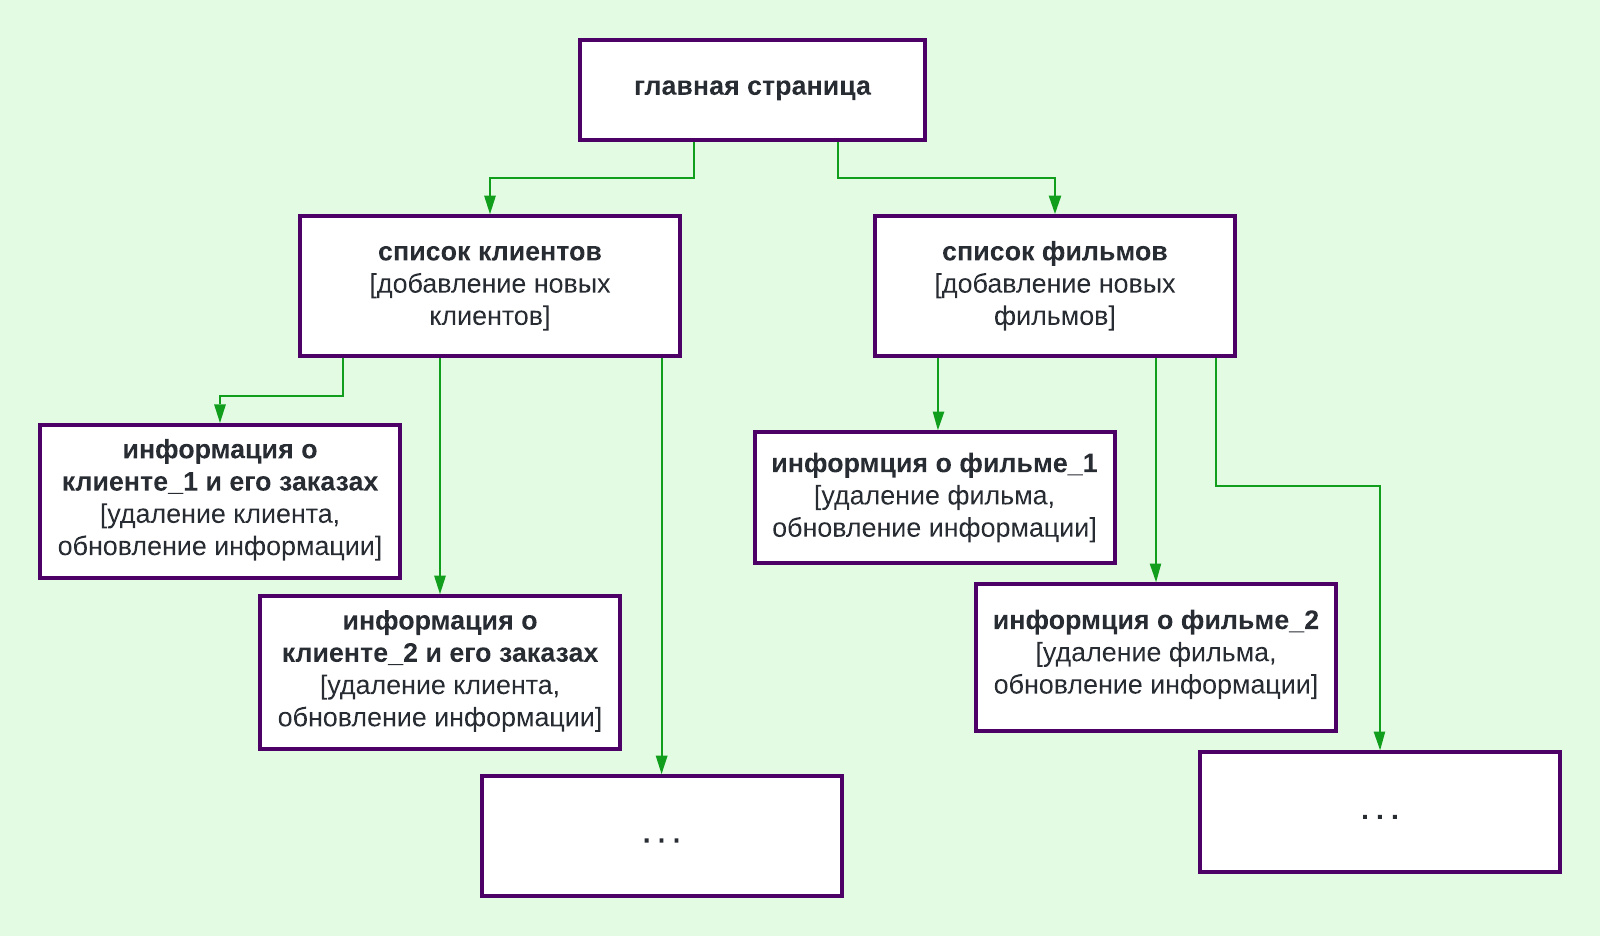 главная страница
список клиентов
[добавление новых
клиентов]
список фильмов
[добавление новых
фильмов]
информация о
клиенте_1 и его заказах
[удаление клиента,
обновление информации]
информция о фильме_1
[удаление фильма,
обновление информации]
информация о
клиенте_2 и его заказах
[удаление клиента,
обновление информации]
информция о фильме_2
[удаление фильма,
обновление информации]
. . .
. . .